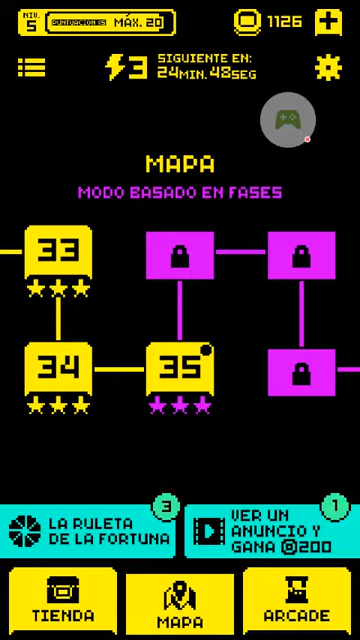 NIV. 5
PUNTUACIÓN: 15 MÁX. 20
1126
3
SIGUIENTE EN:
24MIN. 48SEG
MAPA
MODO BASADO EN FASES
33
34
35
3
LA RULETA
DE LA FORTUNA
1
VER UN
ANUNCIO Y
GANA 200
TIENDA
MAPA
ARCADE